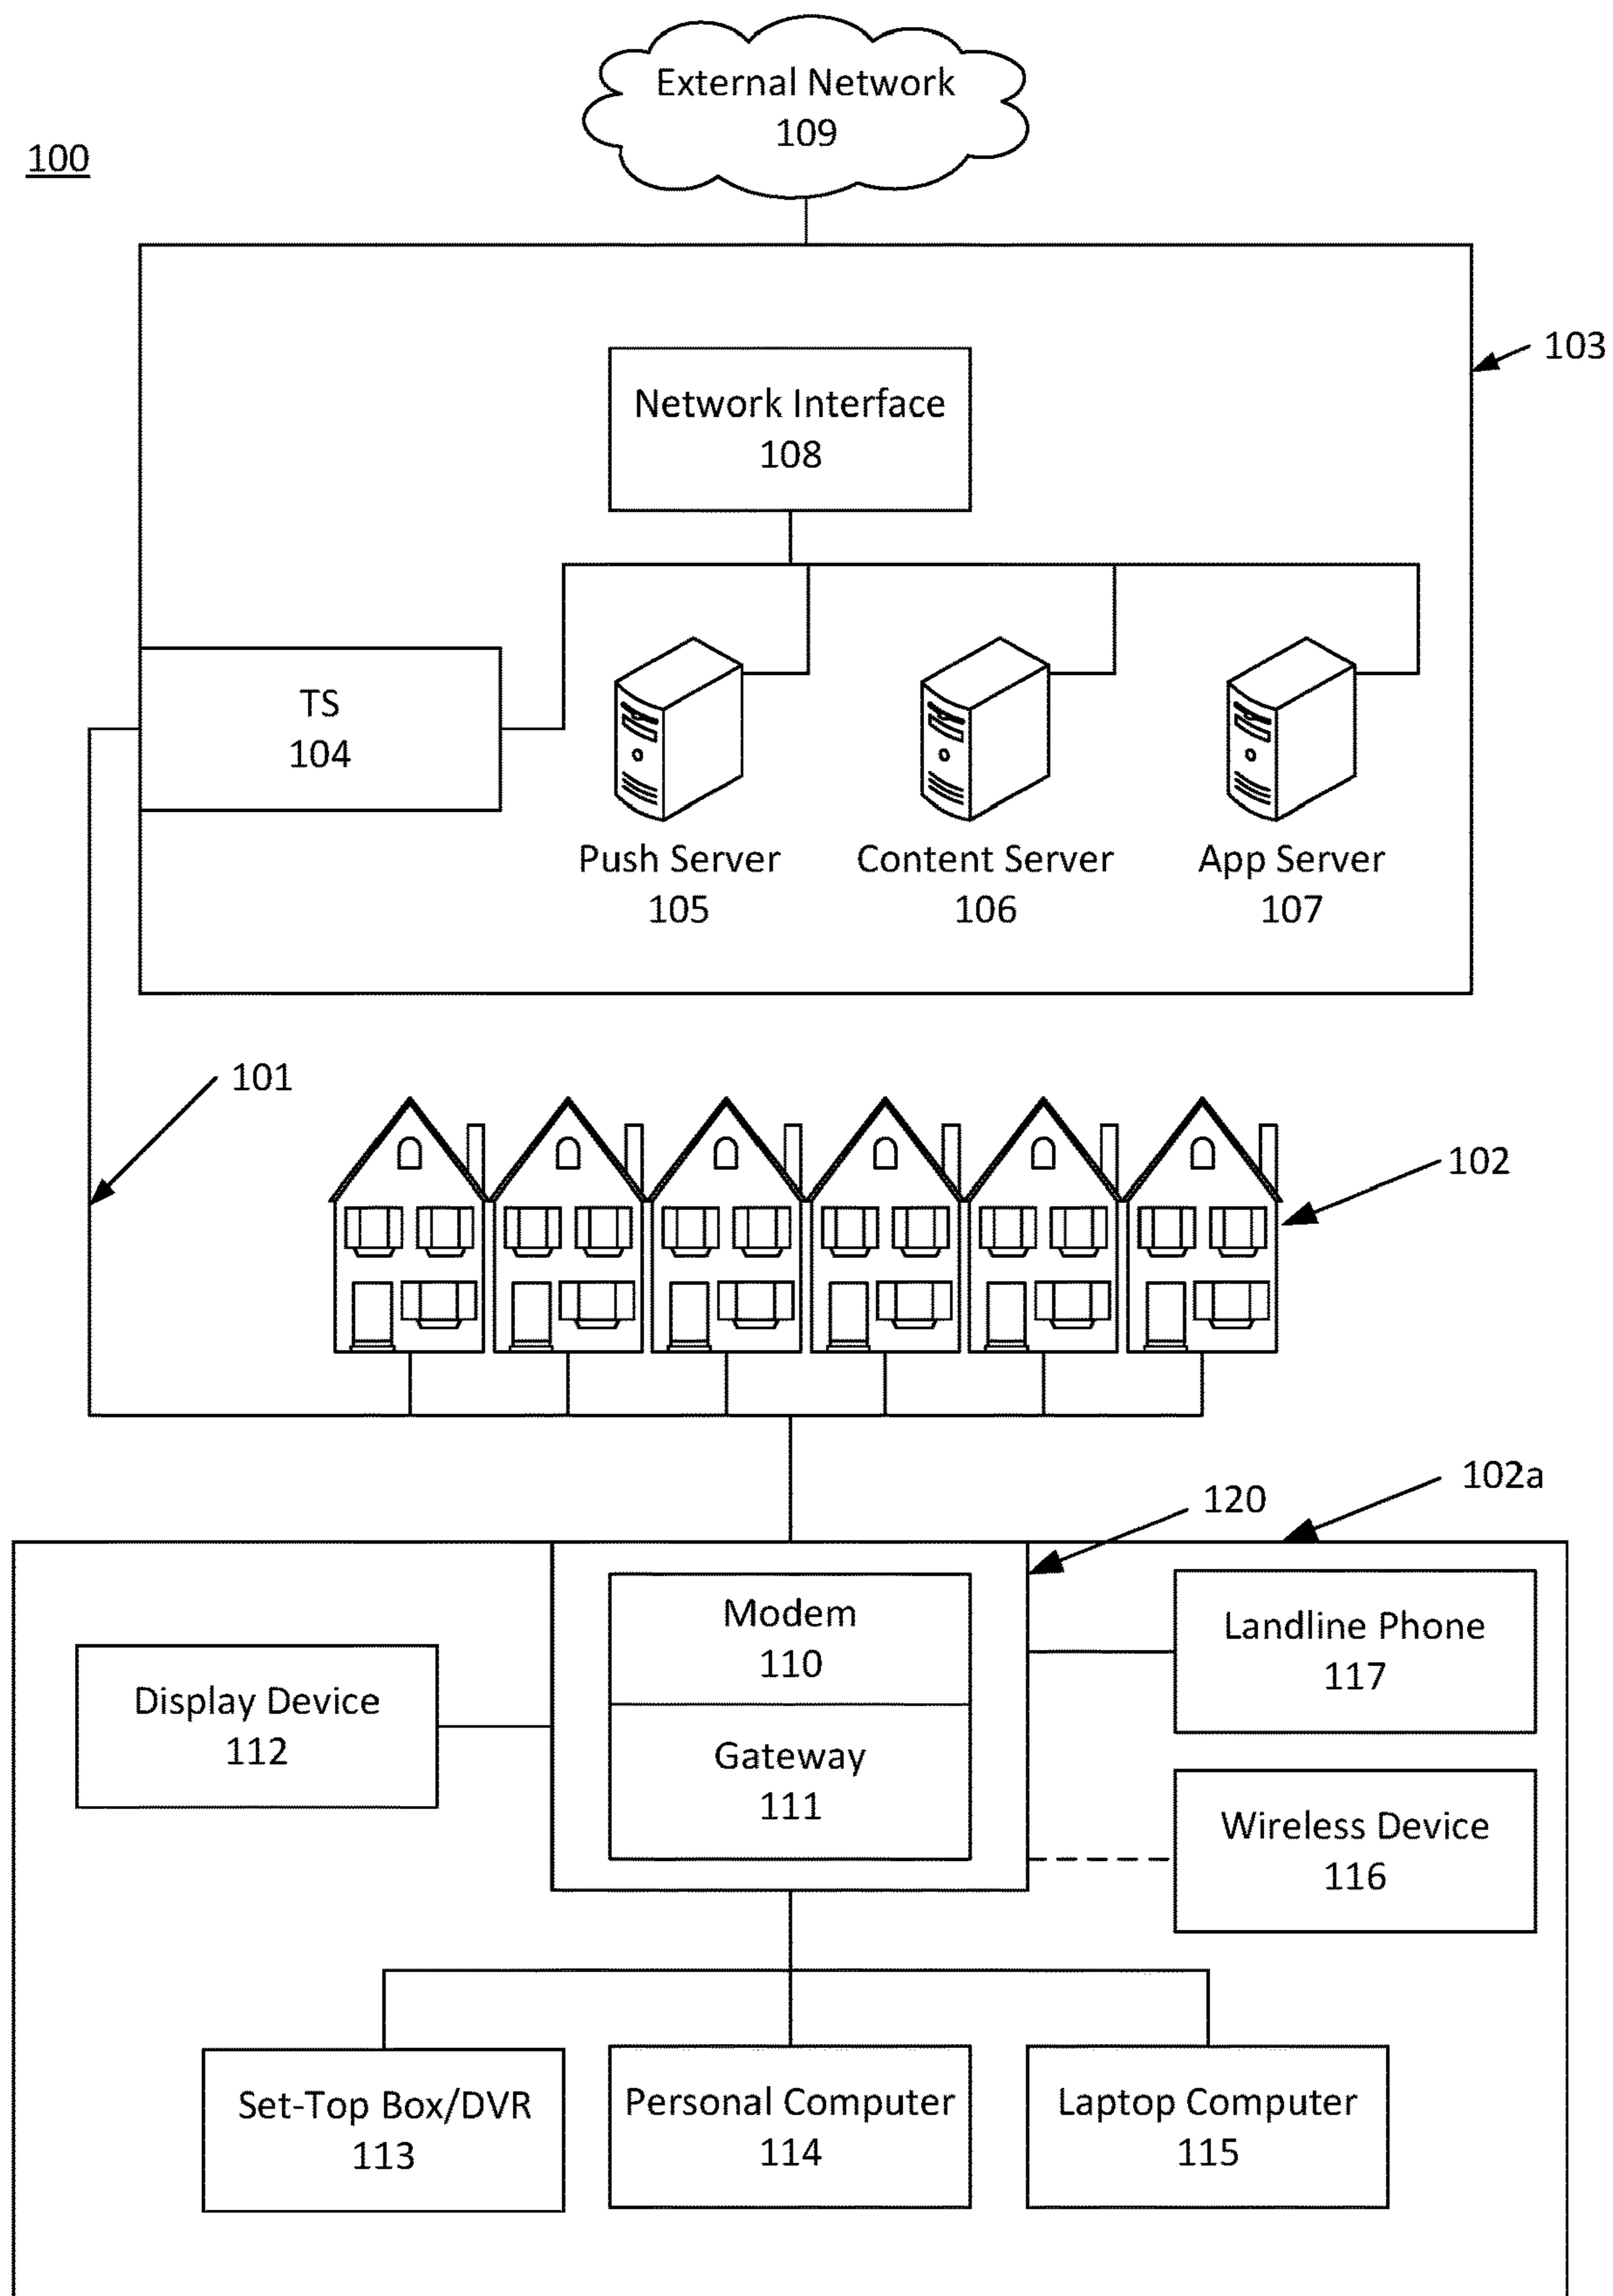 External Network
109
100
103
Network Interface
108
TS
104
Push Server
105
Content Server
106
App Server
107
101
102
102a
120
Modem
110
Landline Phone
117
Display Device
112
Gateway
111
Wireless Device
116
Set-Top Box/DVR
113
Personal Computer
114
Laptop Computer
115